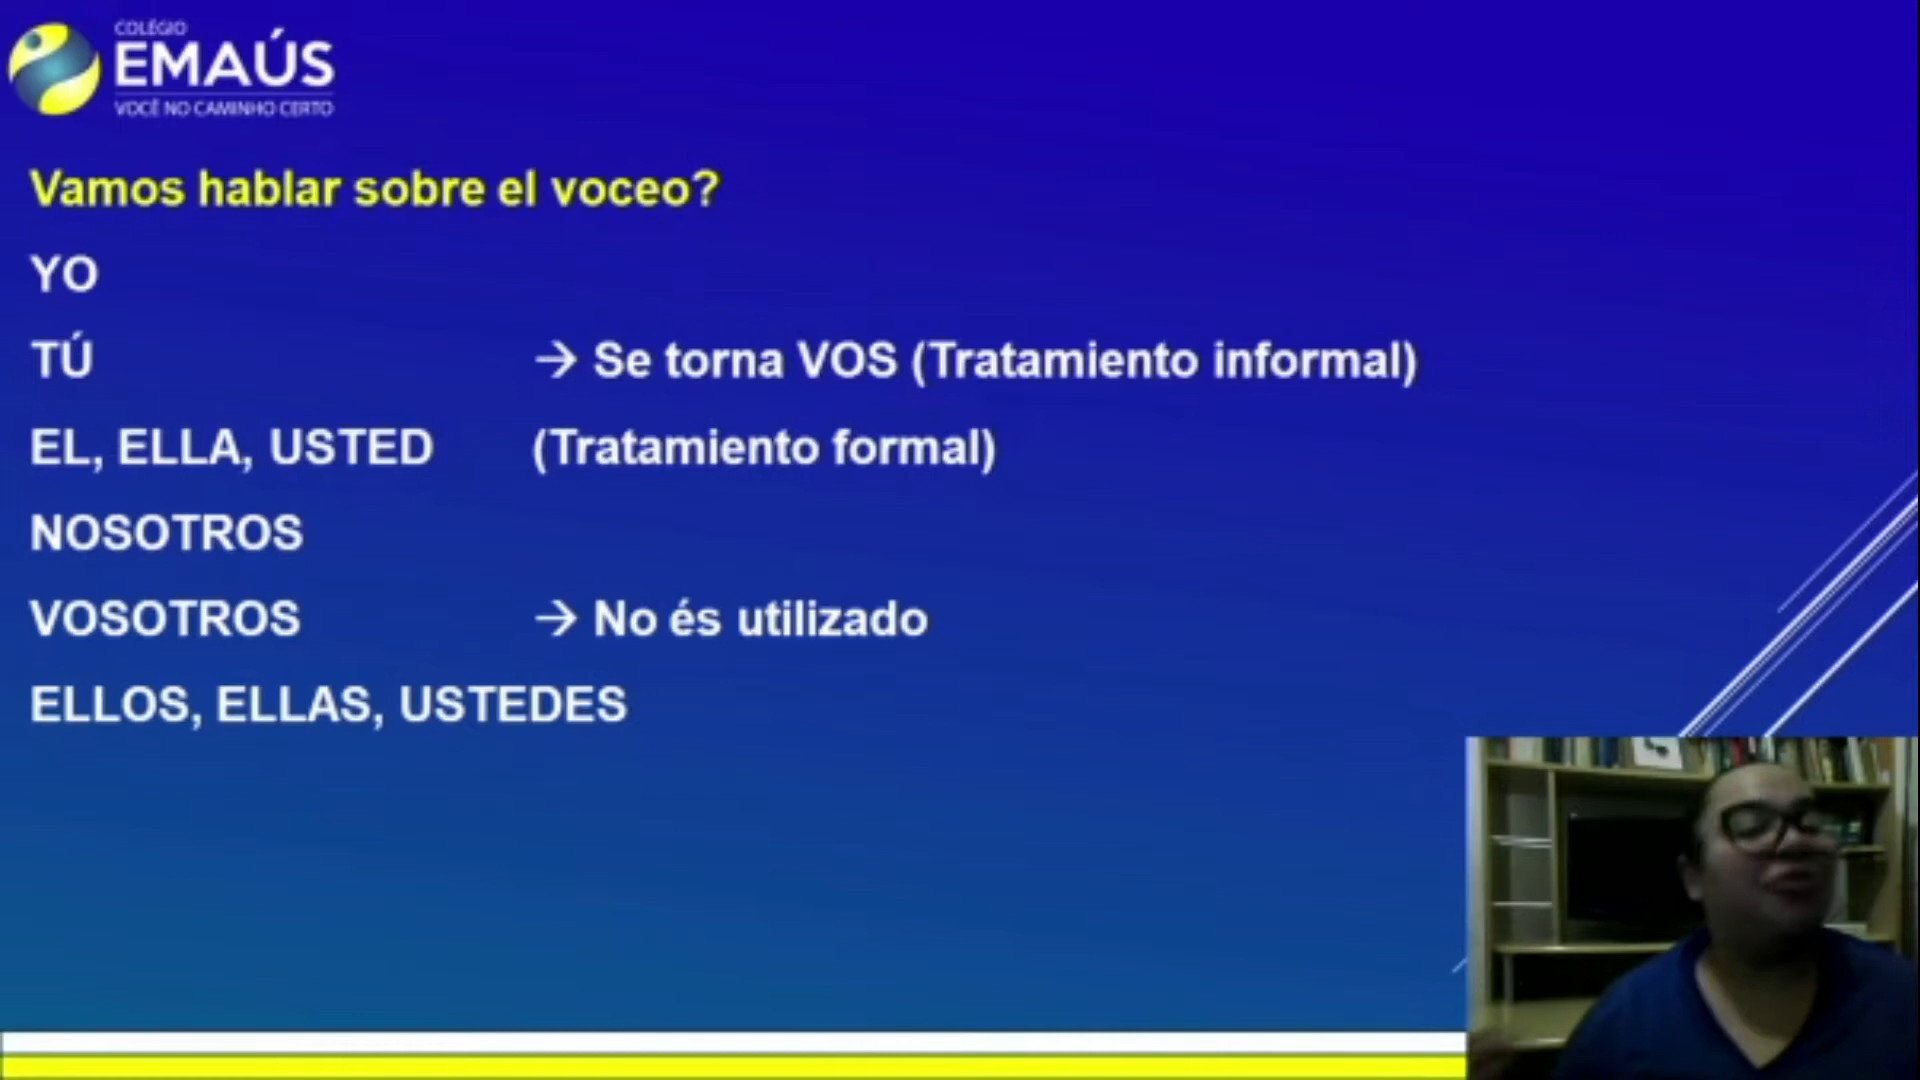 COLÉGIO
EMAÚS
VOCÊ NO CAMINHO CERTO
Vamos hablar sobre el voceo?
YO
TÚ → Se torna VOS (Tratamiento informal)
EL, ELLA, USTED (Tratamiento formal)
NOSOTROS
VOSOTROS → No és utilizado
ELLOS, ELLAS, USTEDES